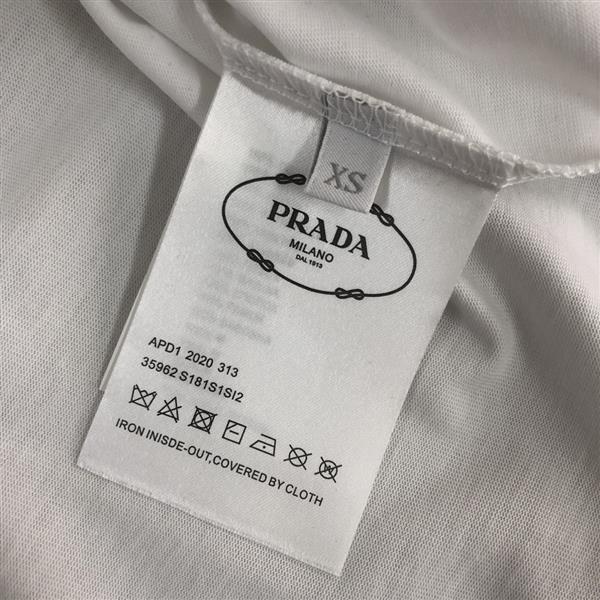 XS
PRADA
MILANO
DAL 1913
APD1 2020 313
35962 S181S1SI2
IRON INISDE-OUT,COVERED BY CLOTH